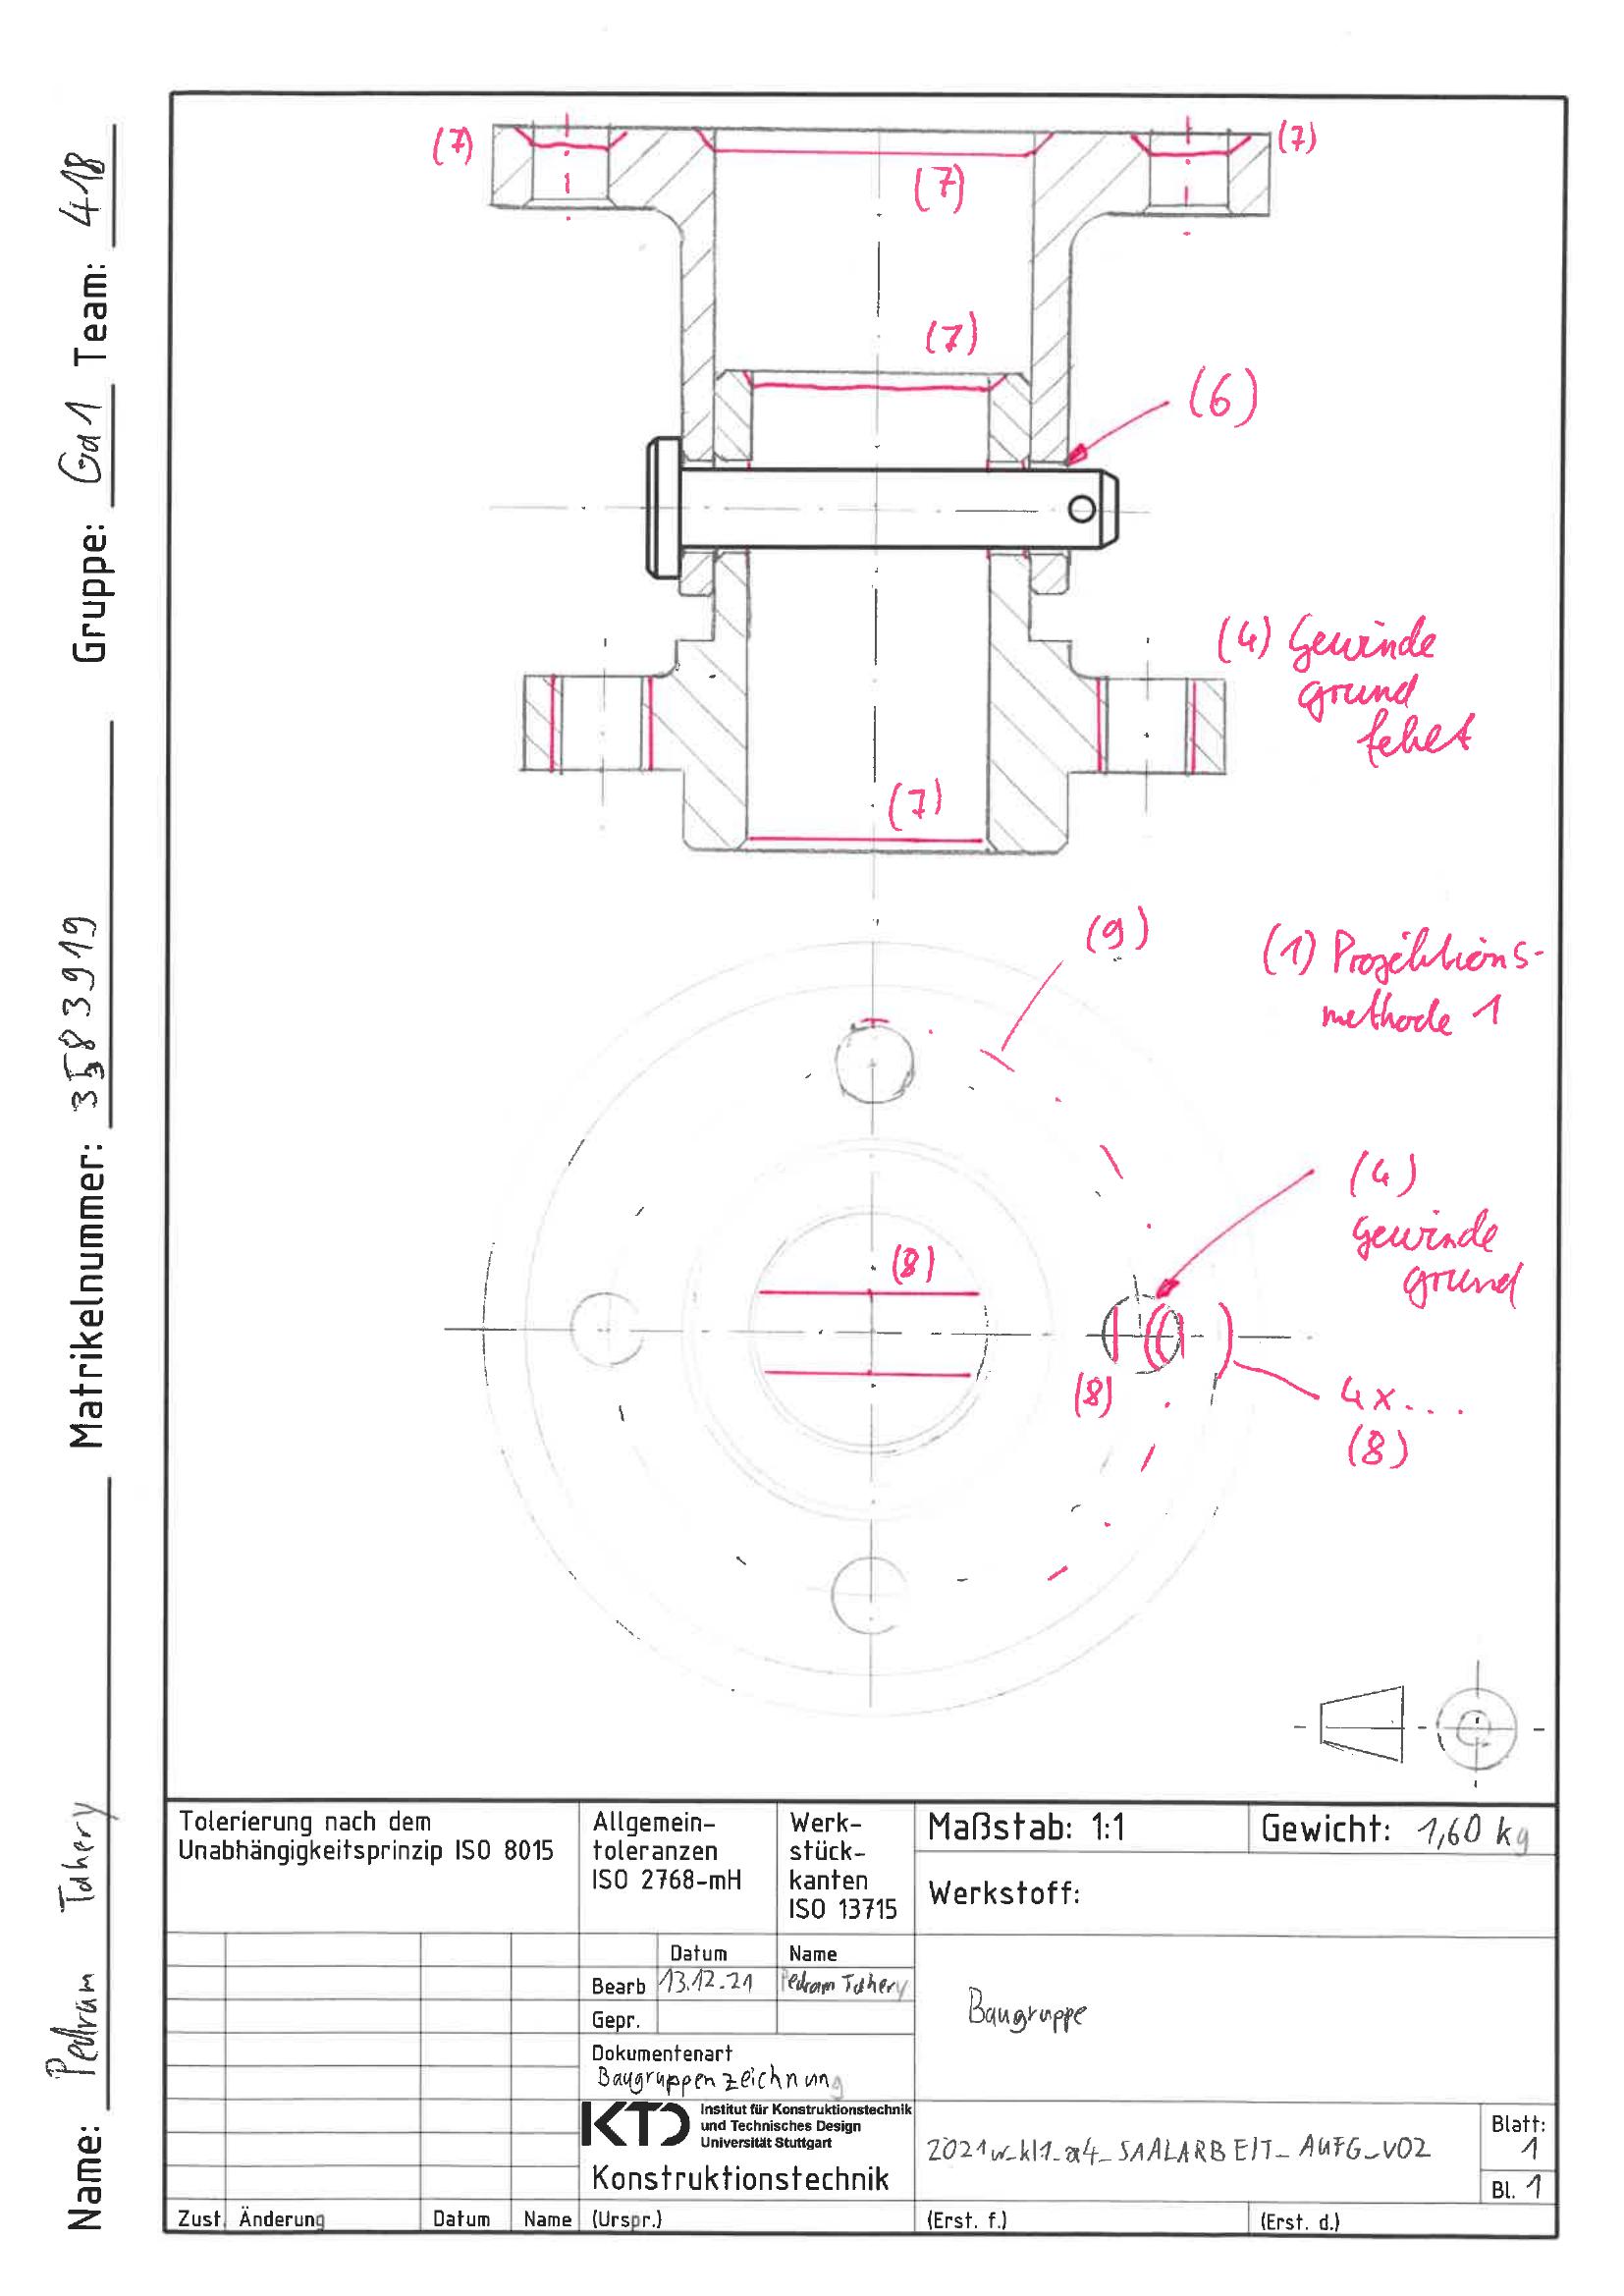 (7)
(7)
(7)
(7)
(6)
(4) Gewinde
grund
fehlt
(7)
(9)
(1) Projektions-
methode 1
(4)
Gewinde
grund
(8)
(8)
4x...
(8)
Name: Pedram Tahery Matrikelnummer: 3583919 Gruppe: Ga1 Team: 418
Tolerierung nach dem
Unabhängigkeitsprinzip ISO 8015
Allgemein-
toleranzen
ISO 2768-mH
Werk-
stück-
kanten
ISO 13715
Maßstab: 1:1
Gewicht: 1,60 kg
Werkstoff:
Datum Name
Bearb 13.12.21 Pedram Tahery
Gepr.
Dokumentenart
Baugruppenzeichnung
Baugruppe
KTD
Institut für Konstruktionstechnik
und Technisches Design
Universität Stuttgart
Konstruktionstechnik
2021w_kl1_a4_SAALARBEIT_AUFG_V02
Blatt:
1
Bl. 1
Zust. Änderung Datum Name (Urspr.) (Erst. f.) (Erst. d.)